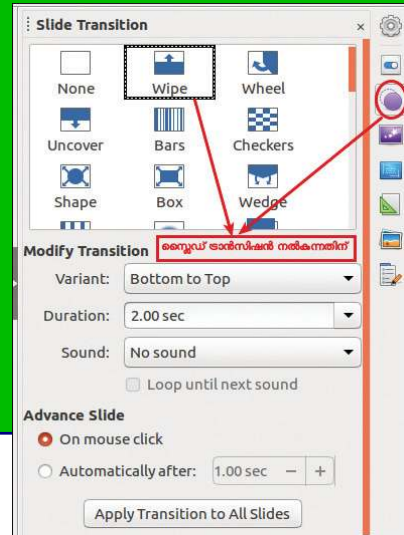 Slide Transition
None Wipe Wheel
Uncover Bars Checkers
Shape Box Wedge
Modify Transition
സ്ലൈഡ് ട്രാൻസിഷൻ നൽകുന്നതിന്
Variant: Bottom to Top
Duration: 2.00 sec
Sound: No sound
Loop until next sound
Advance Slide
On mouse click
Automatically after: 1.00 sec − +
Apply Transition to All Slides